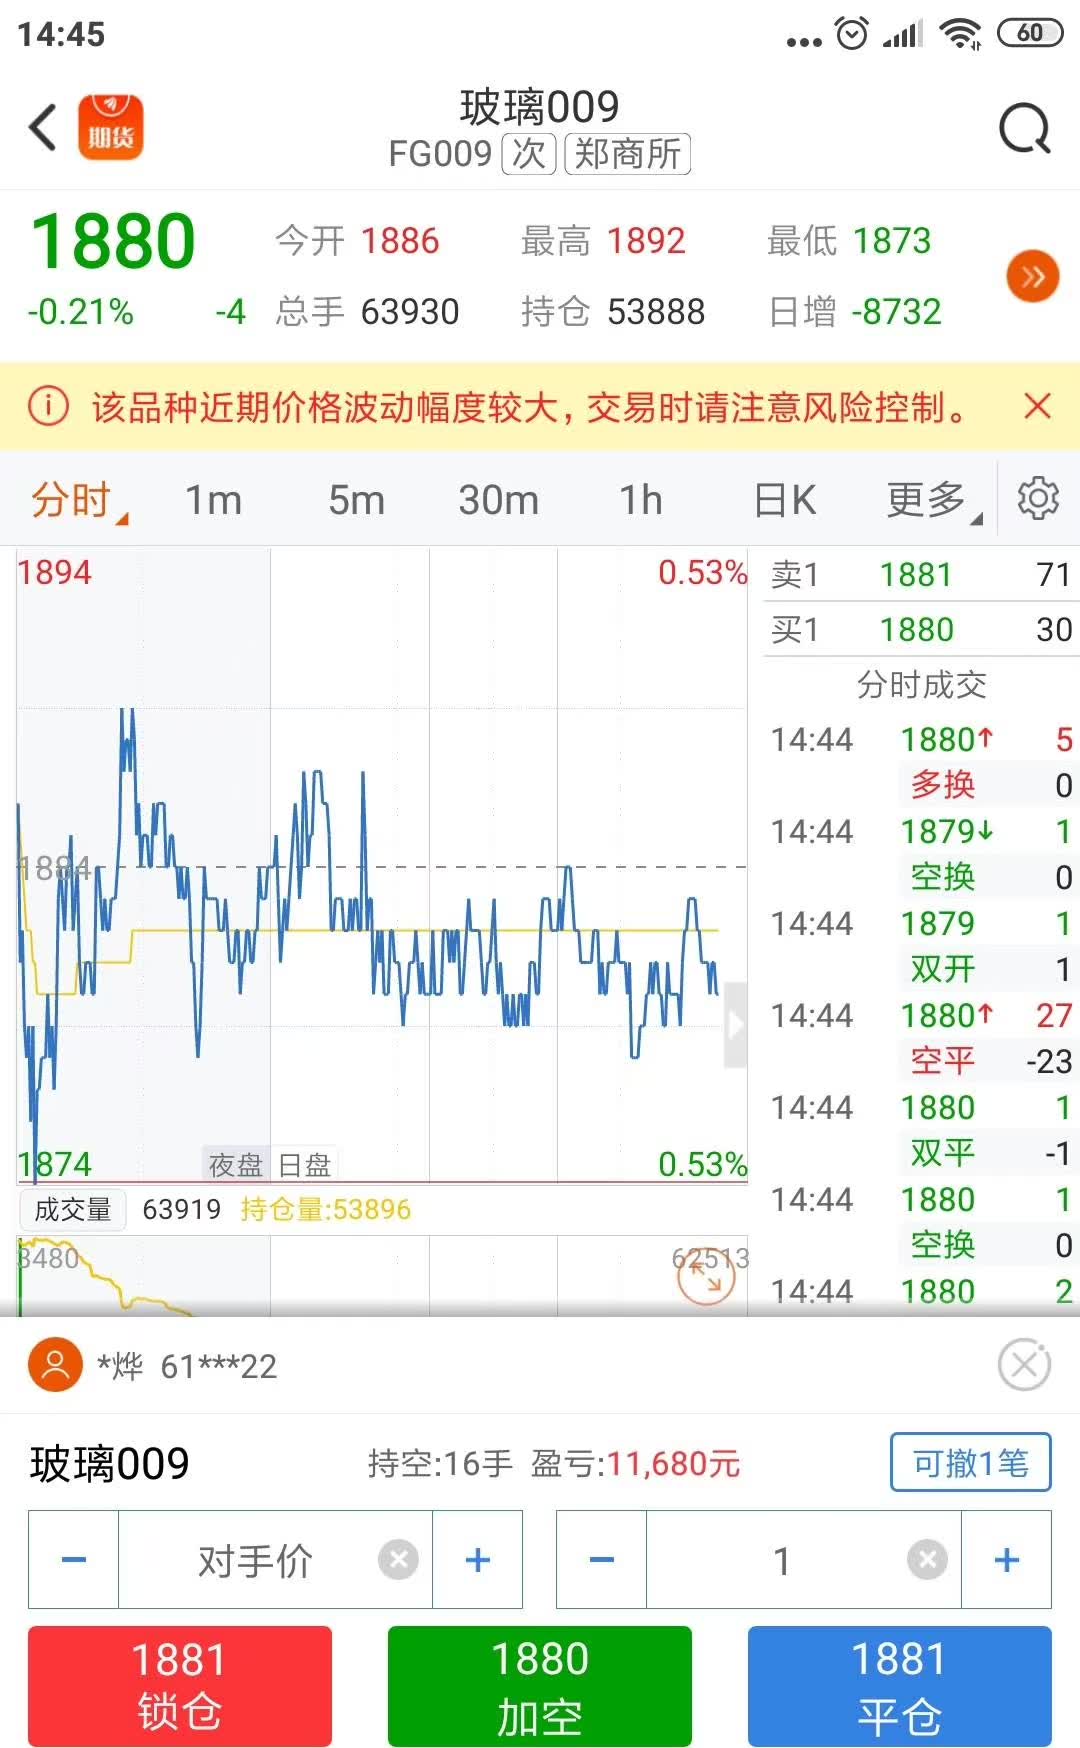 14:45
60
期货
玻璃009
FG009 次 郑商所
1880 今开 1886 最高 1892 最低 1873
-0.21% -4 总手 63930 持仓 53888 日增 -8732
该品种近期价格波动幅度较大，交易时请注意风险控制。
分时 1m 5m 30m 1h 日K 更多
1894 0.53%
1884
1874 夜盘 日盘 0.53%
成交量 63919 持仓量:53896
3480 62513
卖1 1881 71
买1 1880 30
分时成交
14:44 1880↑ 5
多换 0
14:44 1879↓ 1
空换 0
14:44 1879 1
双开 1
14:44 1880↑ 27
空平 -23
14:44 1880 1
双平 -1
14:44 1880 1
空换 0
14:44 1880 2
*烨 61***22
玻璃009 持空:16手 盈亏:11,680元 可撤1笔
− 对手价 + − 1 +
1881 1880 1881
锁仓 加空 平仓